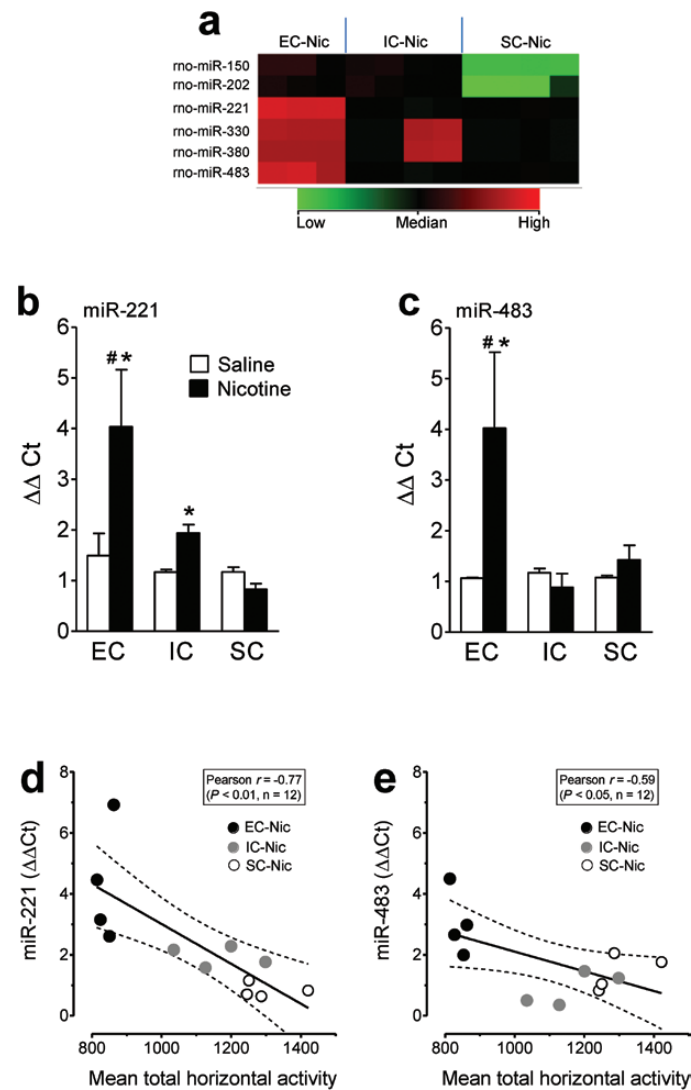 a
EC-Nic IC-Nic SC-Nic
rno-miR-150
rno-miR-202
rno-miR-221
rno-miR-330
rno-miR-380
rno-miR-483
Low Median High
b miR-221
6
5
4
3
2
1
0
ΔΔ Ct
# *
*
Saline
Nicotine
EC IC SC
c miR-483
6
5
4
3
2
1
0
ΔΔ Ct
# *
EC IC SC
d
Pearson r = -0.77
(P < 0.01, n = 12)
EC-Nic
IC-Nic
SC-Nic
8
6
4
2
0
miR-221 (ΔΔCt)
800 1000 1200 1400
Mean total horizontal activity
e
Pearson r = -0.59
(P < 0.05, n = 12)
EC-Nic
IC-Nic
SC-Nic
8
6
4
2
0
miR-483 (ΔΔCt)
800 1000 1200 1400
Mean total horizontal activity